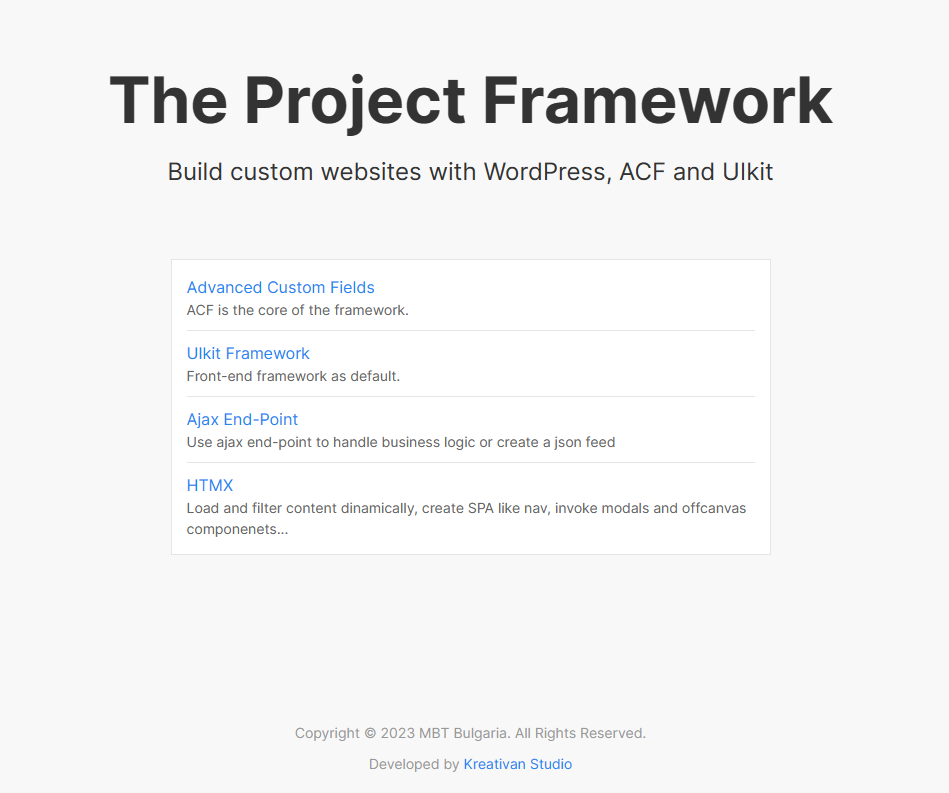 The Project Framework
Build custom websites with WordPress, ACF and UIkit
Advanced Custom Fields
ACF is the core of the framework.
UIkit Framework
Front-end framework as default.
Ajax End-Point
Use ajax end-point to handle business logic or create a json feed
HTMX
Load and filter content dinamically, create SPA like nav, invoke modals and offcanvas
componenets...
Copyright © 2023 MBT Bulgaria. All Rights Reserved.
Developed by Kreativan Studio